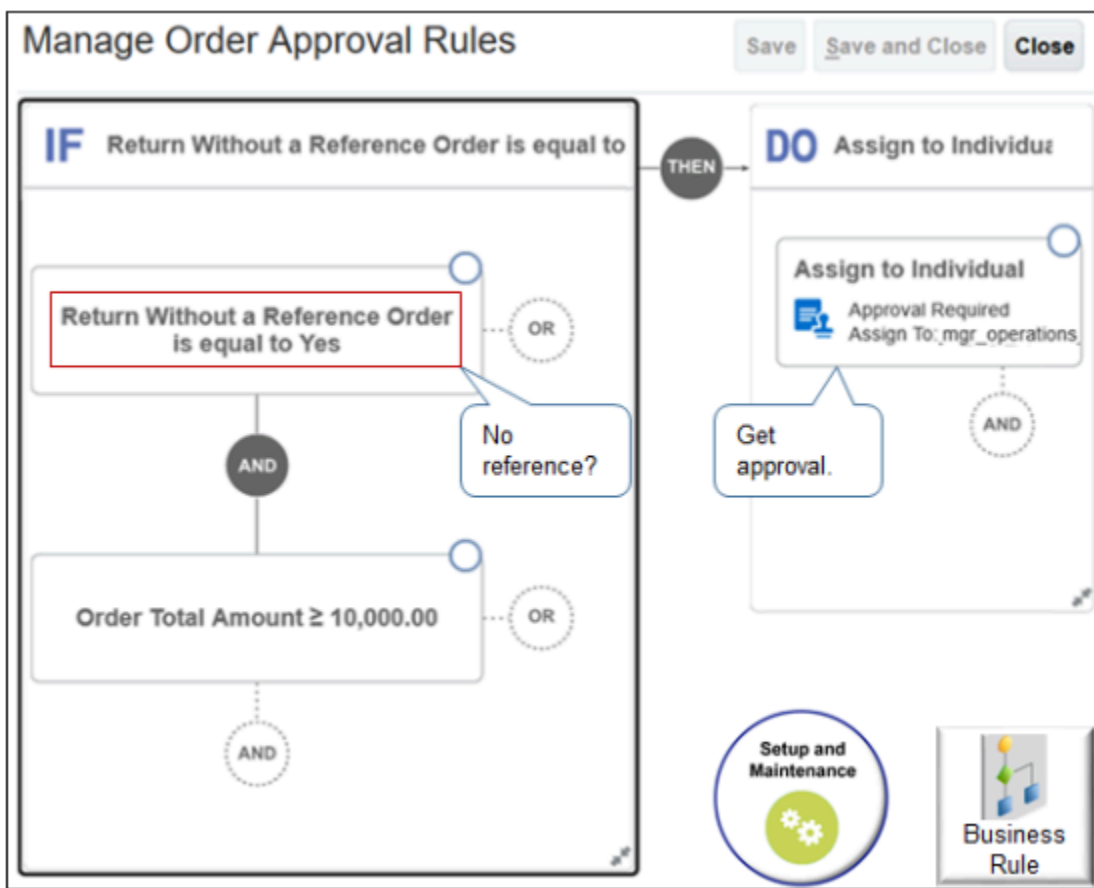 Manage Order Approval Rules
Save
Save and Close
Close
IF Return Without a Reference Order is equal to
THEN
DO Assign to Individua
Return Without a Reference Order
is equal to Yes
OR
No
reference?
AND
Order Total Amount ≥ 10,000.00
OR
AND
Assign to Individual
Approval Required
Assign To: mgr_operations_
Get
approval.
AND
Setup and
Maintenance
Business
Rule